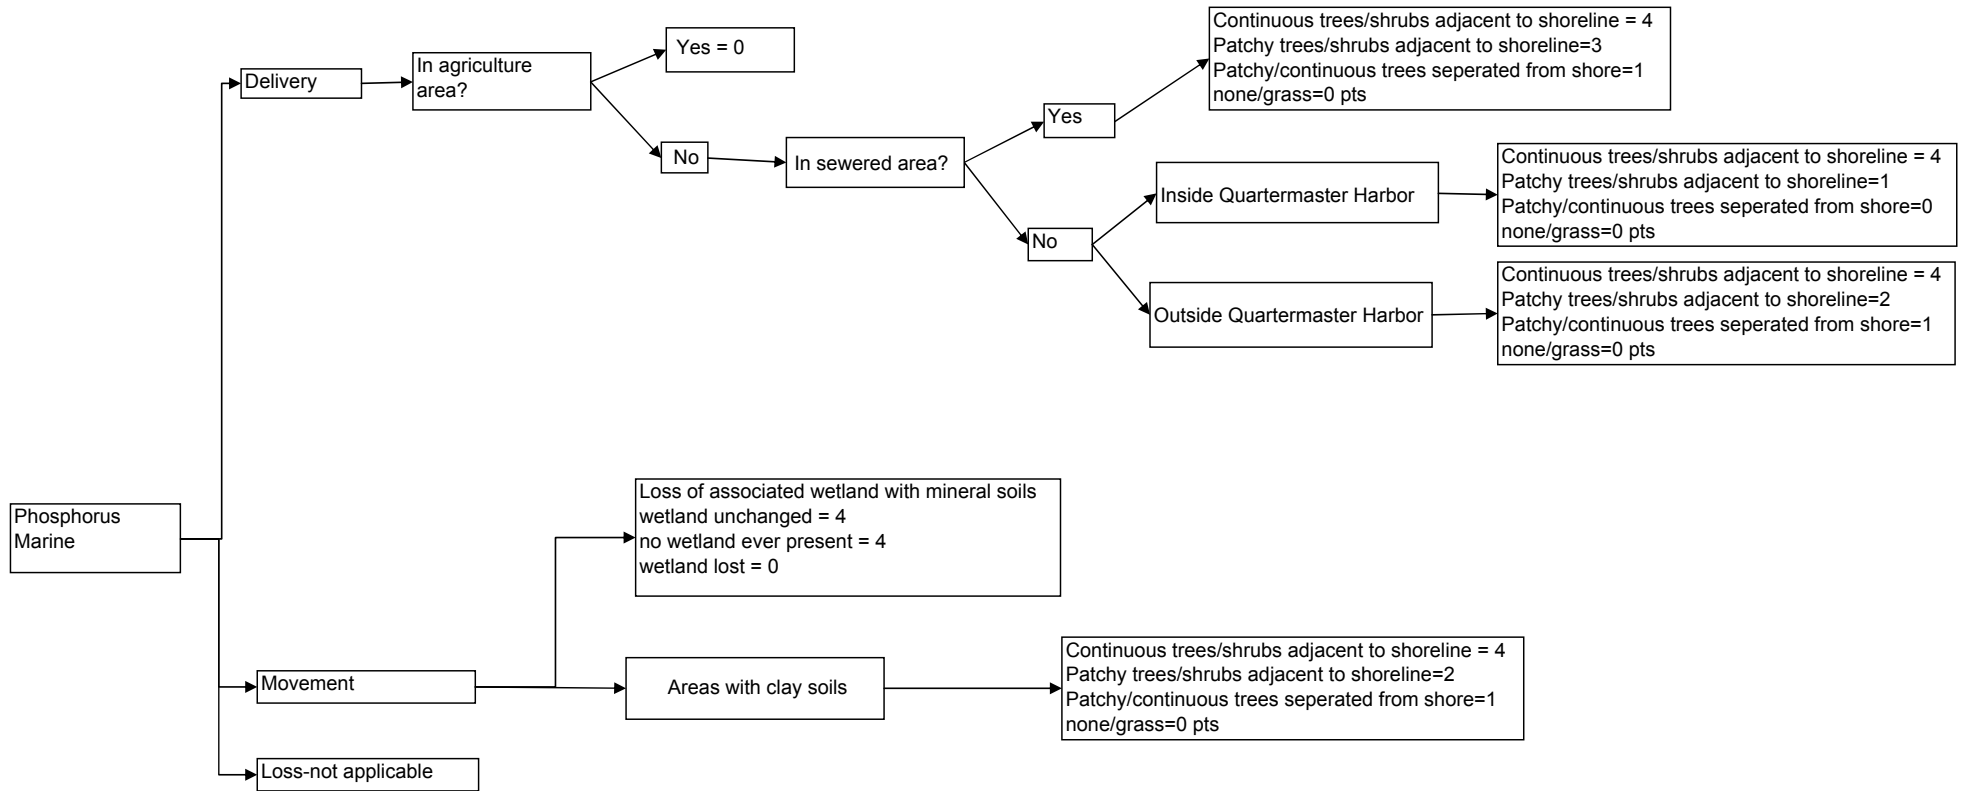 Phosphorus
Marine
Delivery
In agriculture
area?
Yes = 0
No
In sewered area?
Yes
Continuous trees/shrubs adjacent to shoreline = 4
Patchy trees/shrubs adjacent to shoreline=3
Patchy/continuous trees seperated from shore=1
none/grass=0 pts
No
Inside Quartermaster Harbor
Continuous trees/shrubs adjacent to shoreline = 4
Patchy trees/shrubs adjacent to shoreline=1
Patchy/continuous trees seperated from shore=0
none/grass=0 pts
Outside Quartermaster Harbor
Continuous trees/shrubs adjacent to shoreline = 4
Patchy trees/shrubs adjacent to shoreline=2
Patchy/continuous trees seperated from shore=1
none/grass=0 pts
Movement
Loss of associated wetland with mineral soils
wetland unchanged = 4
no wetland ever present = 4
wetland lost = 0
Areas with clay soils
Continuous trees/shrubs adjacent to shoreline = 4
Patchy trees/shrubs adjacent to shoreline=2
Patchy/continuous trees seperated from shore=1
none/grass=0 pts
Loss-not applicable